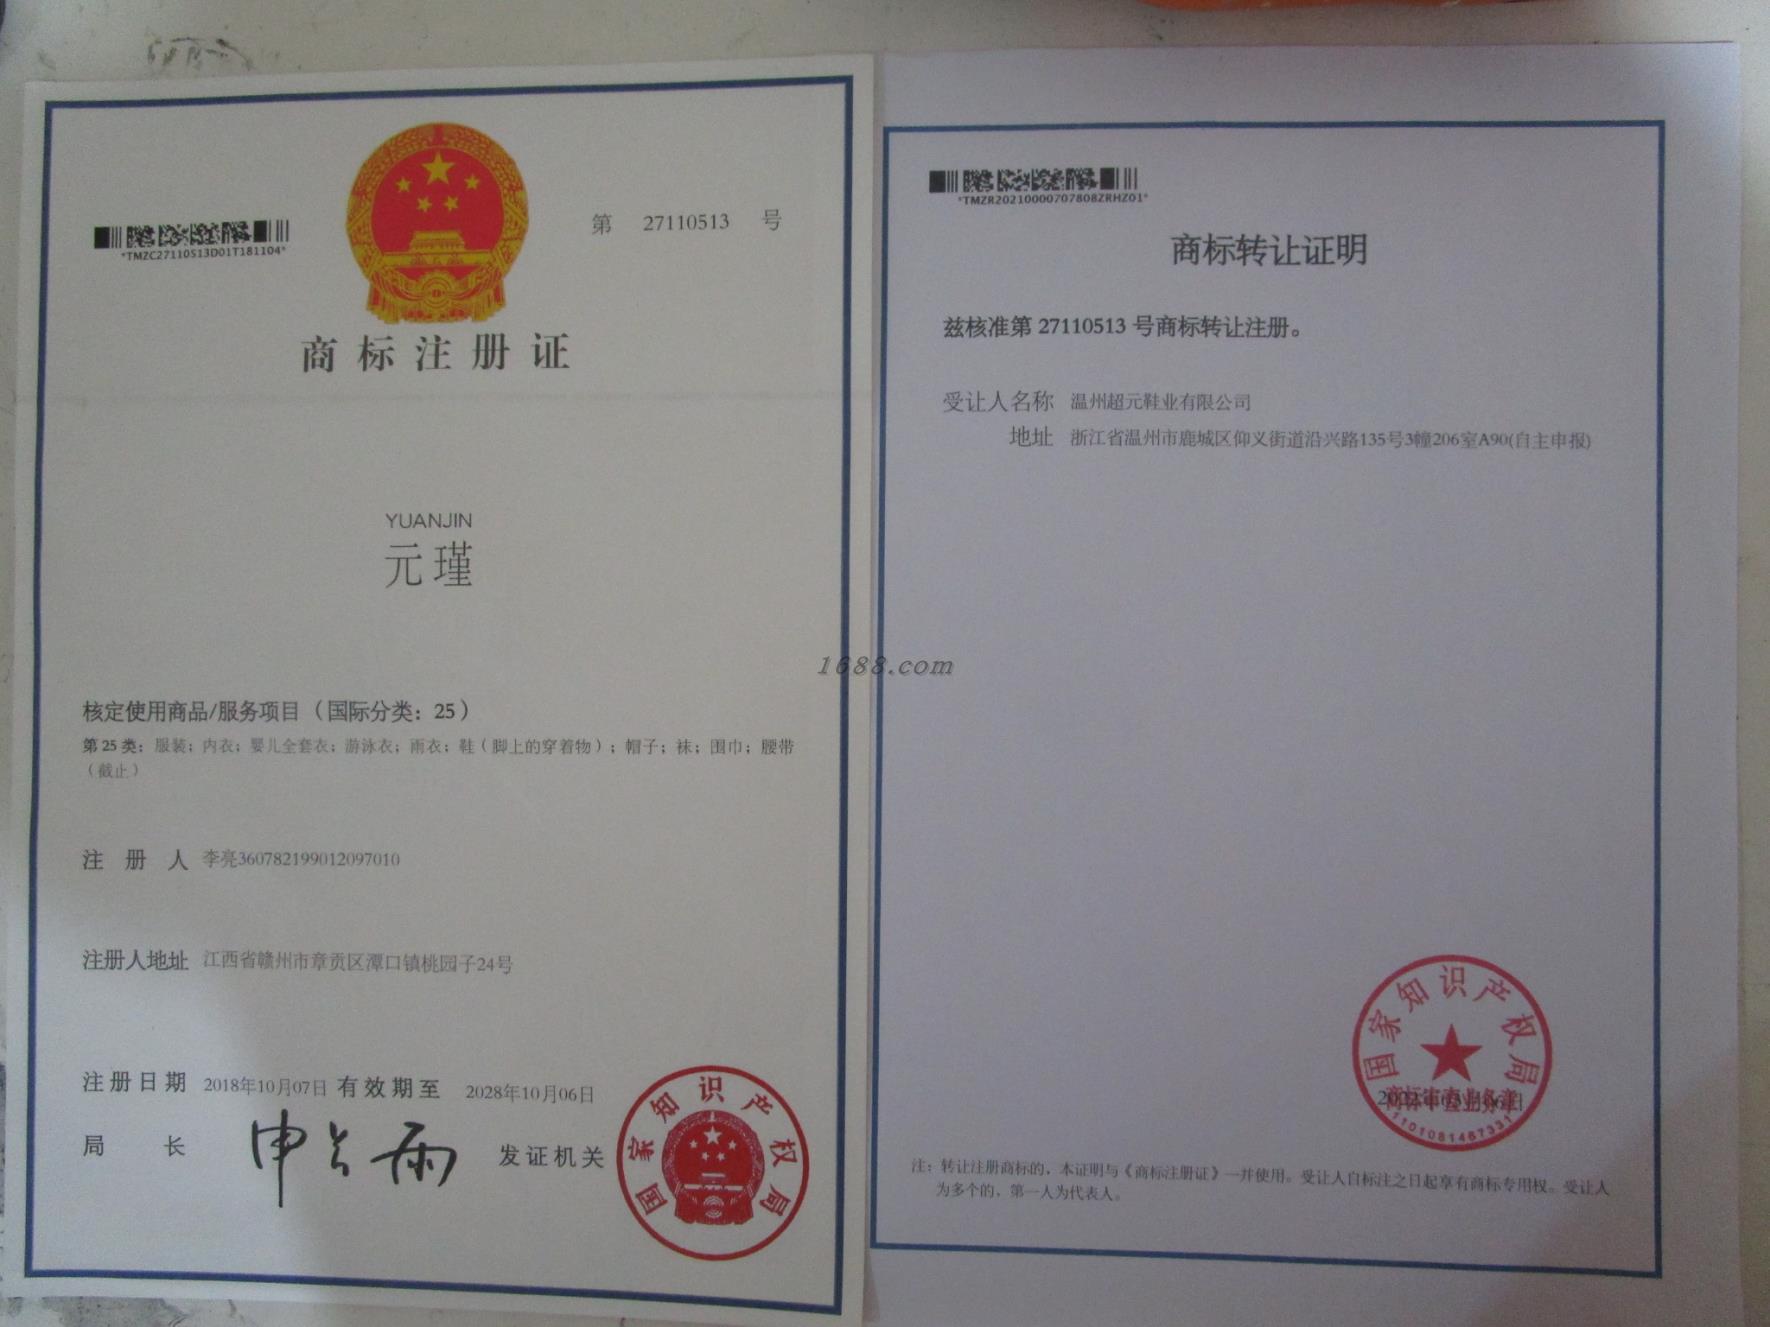 *TMZC27110513D01T181104*
第 27110513 号
商标注册证
YUANJIN
元瑾
核定使用商品/服务项目（国际分类：25）
第25类：服装；内衣；婴儿全套衣；游泳衣；雨衣；鞋（脚上的穿着物）；帽子；袜；围巾；腰带
（截止）
注册人 李亮360782199012097010
注册人地址 江西省赣州市章贡区潭口镇桃园子24号
注册日期 2018年10月07日 有效期至 2028年10月06日
局长 申长雨 发证机关
国家知识产权局
*TMZR20210000707808ZRHZ01*
商标转让证明
兹核准第 27110513 号商标转让注册。
受让人名称 温州超元鞋业有限公司
地址 浙江省温州市鹿城区仰义街道沿兴路135号3幢206室A90(自主申报)
国家知识产权局
商标审查业务章
1101081467331
注：转让注册商标的，本证明与《商标注册证》一并使用。受让人自标注之日起享有商标专用权。受让人
为多个的，第一人为代表人。
1688.com